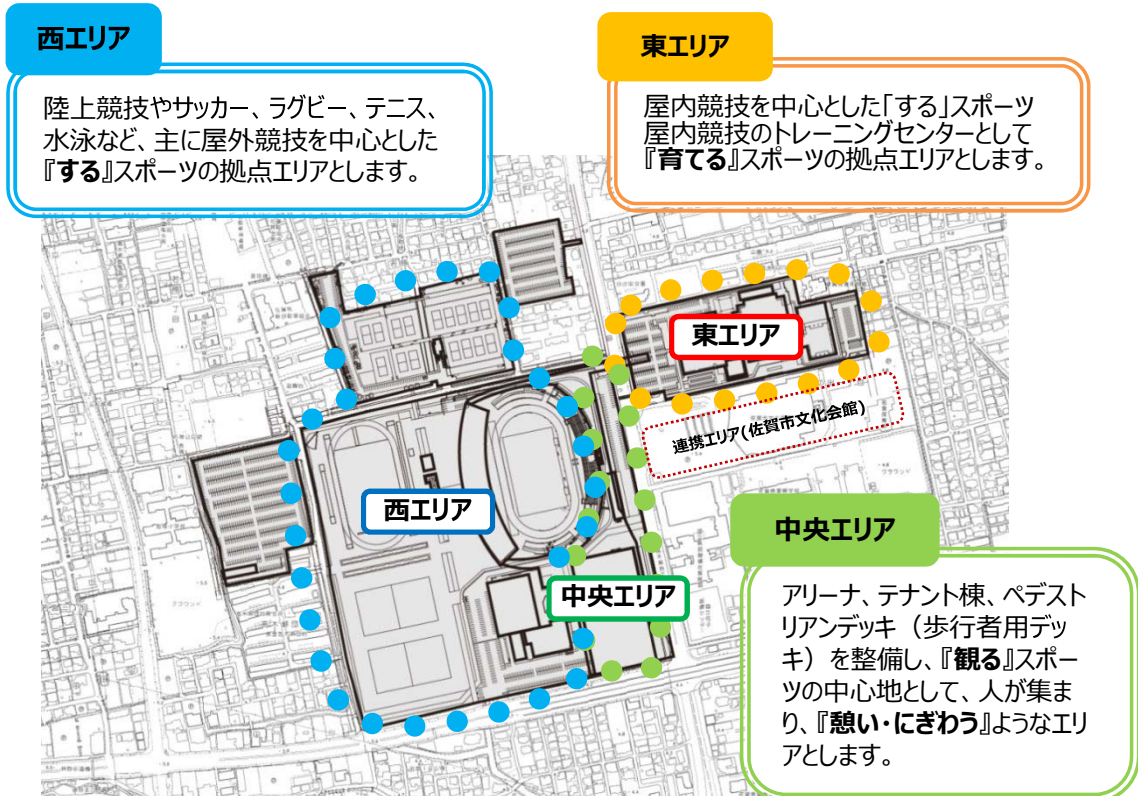 西エリア
陸上競技やサッカー、ラグビー、テニス、
水泳など、主に屋外競技を中心とした
『する』スポーツの拠点エリアとします。
東エリア
屋内競技を中心とした「する」スポーツ
屋内競技のトレーニングセンターとして
『育てる』スポーツの拠点エリアとします。
東エリア
連携エリア(佐賀市文化会館)
西エリア
中央エリア
グラウンド
グラウンド
中央エリア
アリーナ、テナント棟、ペデスト
リアンデッキ（歩行者用デッ
キ）を整備し、『観る』スポー
ツの中心地として、人が集ま
り、『憩い・にぎわう』ようなエリ
アとします。